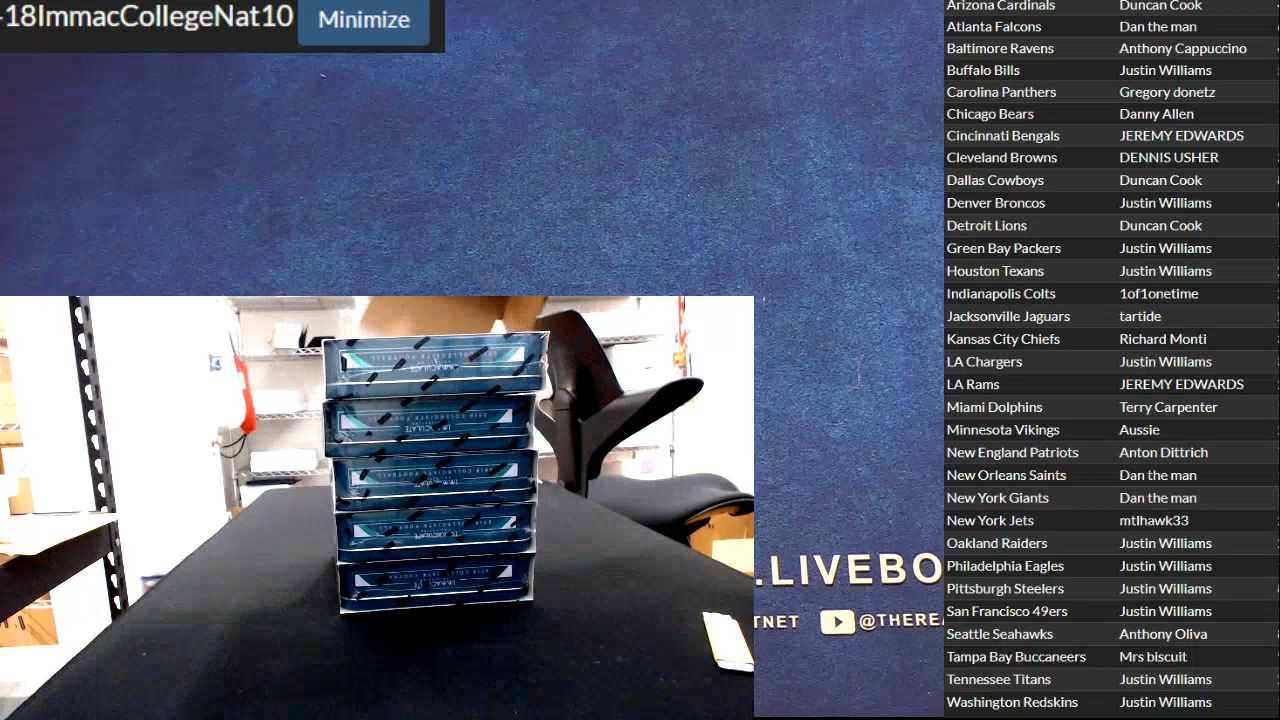 -18ImmacCollegeNat10
Minimize
Arizona Cardinals Duncan Cook
Atlanta Falcons Dan the man
Baltimore Ravens Anthony Cappuccino
Buffalo Bills Justin Williams
Carolina Panthers Gregory donetz
Chicago Bears Danny Allen
Cincinnati Bengals JEREMY EDWARDS
Cleveland Browns DENNIS USHER
Dallas Cowboys Duncan Cook
Denver Broncos Justin Williams
Detroit Lions Duncan Cook
Green Bay Packers Justin Williams
Houston Texans Justin Williams
Indianapolis Colts 1of1onetime
Jacksonville Jaguars tartide
Kansas City Chiefs Richard Monti
LA Chargers Justin Williams
LA Rams JEREMY EDWARDS
Miami Dolphins Terry Carpenter
Minnesota Vikings Aussie
New England Patriots Anton Dittrich
New Orleans Saints Dan the man
New York Giants Dan the man
New York Jets mtlhawk33
Oakland Raiders Justin Williams
Philadelphia Eagles Justin Williams
Pittsburgh Steelers Justin Williams
San Francisco 49ers Justin Williams
Seattle Seahawks Anthony Oliva
Tampa Bay Buccaneers Mrs biscuit
Tennessee Titans Justin Williams
Washington Redskins Justin Williams
2018 COLLEGIATE FOOTBALL
IMMACULATE
.LIVEBO
TNET
@THEREA